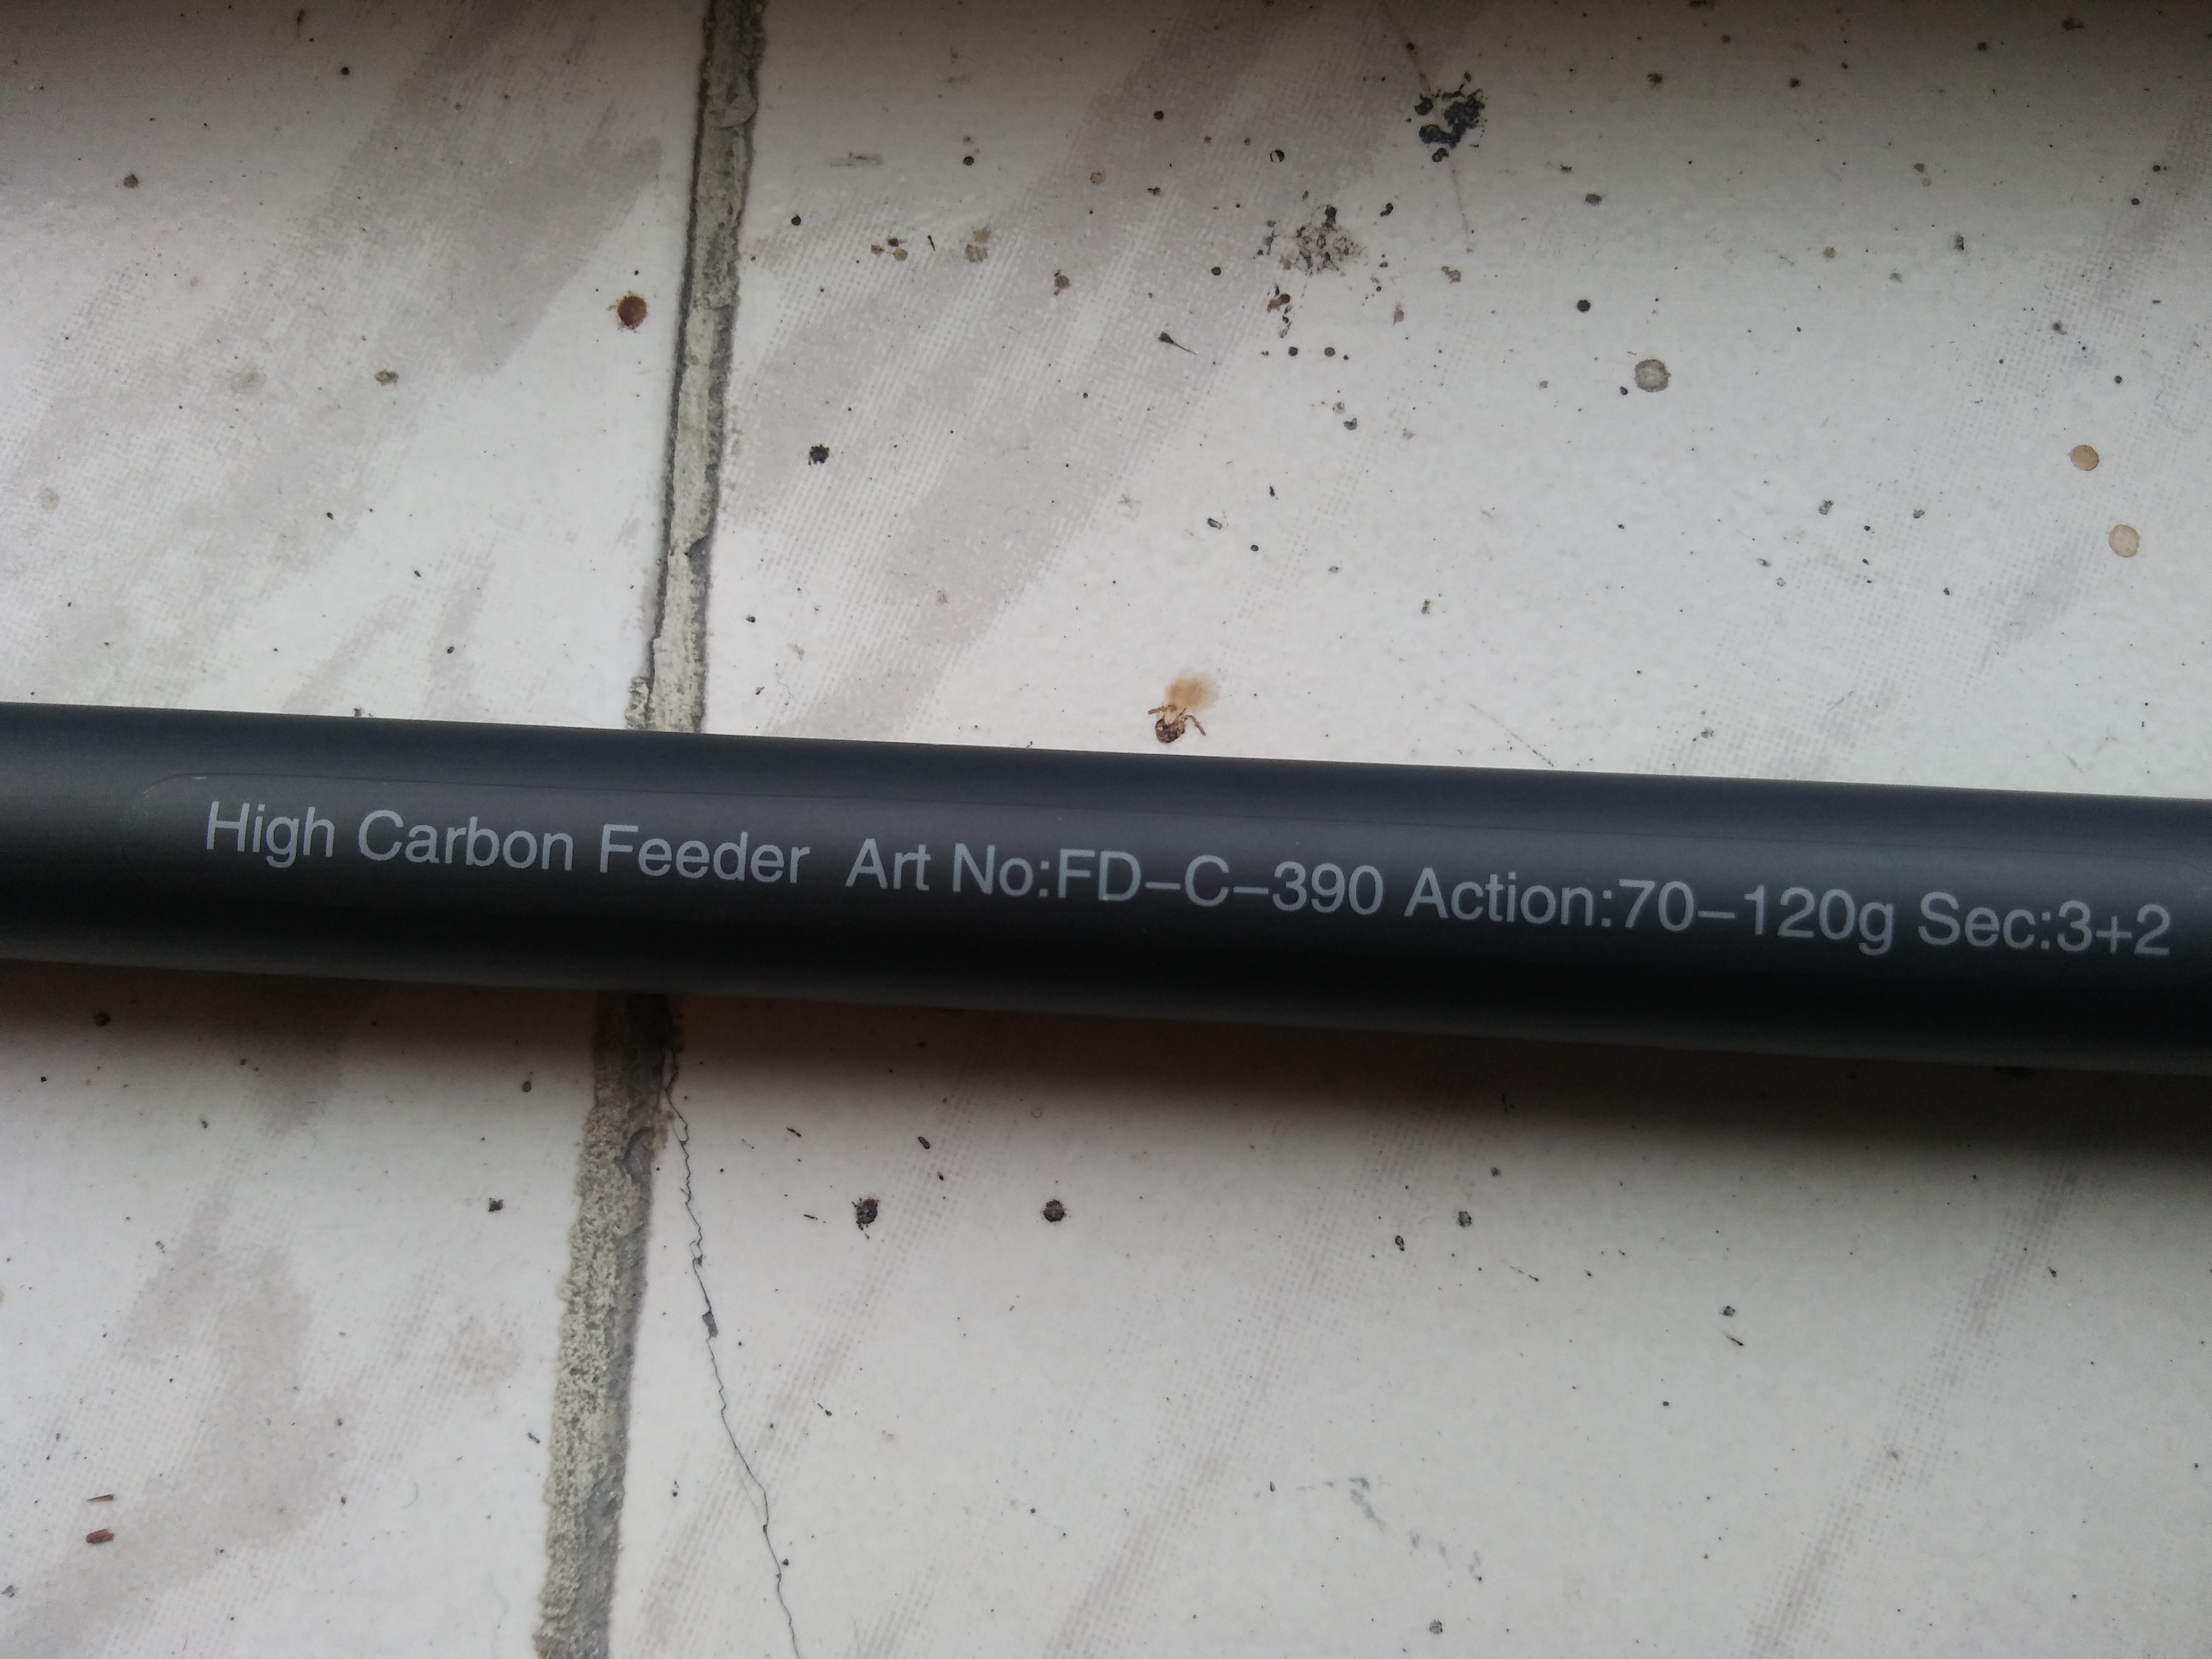 High Carbon Feeder Art No:FD-C-390 Action:70-120g Sec:3+2